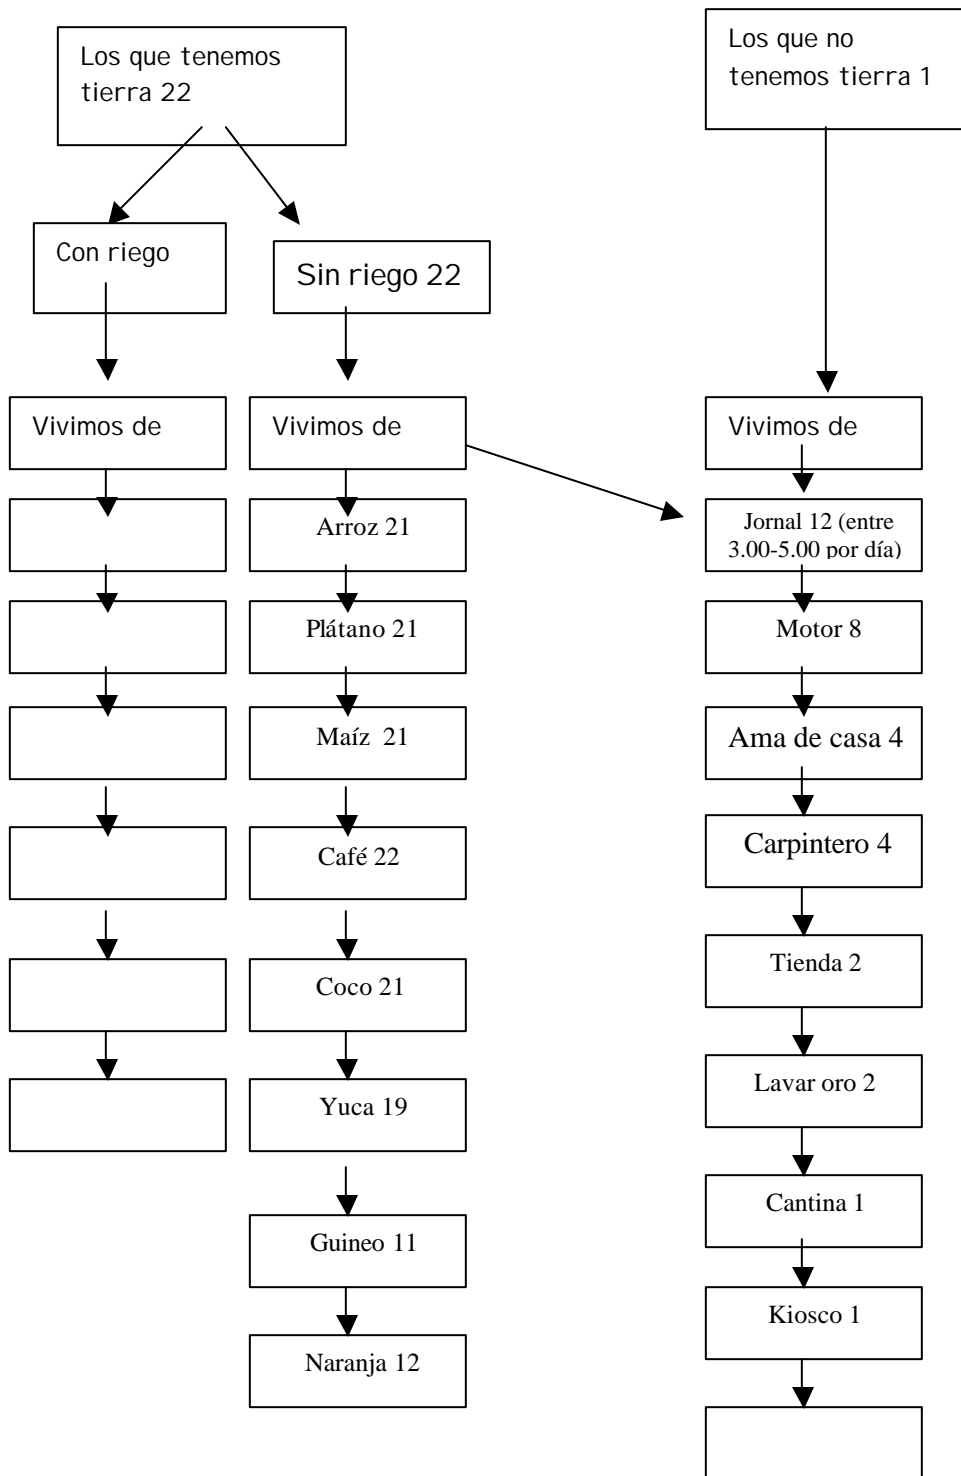 Los que tenemos
tierra 22
Los que no
tenemos tierra 1
Con riego
Sin riego 22
Vivimos de
Vivimos de
Vivimos de
Arroz 21
Plátano 21
Maíz 21
Café 22
Coco 21
Yuca 19
Guineo 11
Naranja 12
Jornal 12 (entre
3.00-5.00 por día)
Motor 8
Ama de casa 4
Carpintero 4
Tienda 2
Lavar oro 2
Cantina 1
Kiosco 1